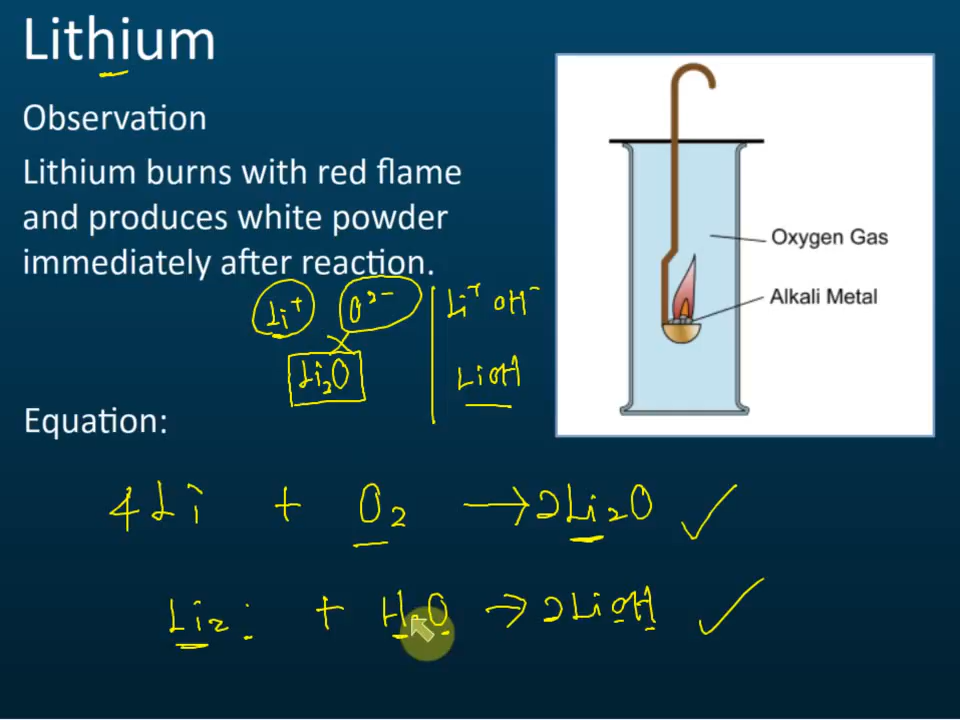 Lithium
Observation
Lithium burns with red flame
and produces white powder
immediately after reaction.
Oxygen Gas
Alkali Metal
Li⁺ O²⁻ Li⁺ OH⁻
Li₂O LiOH
Equation:
4Li + O₂ → 2Li₂O ✓
Li₂ + H₂O → 2LiOH ✓